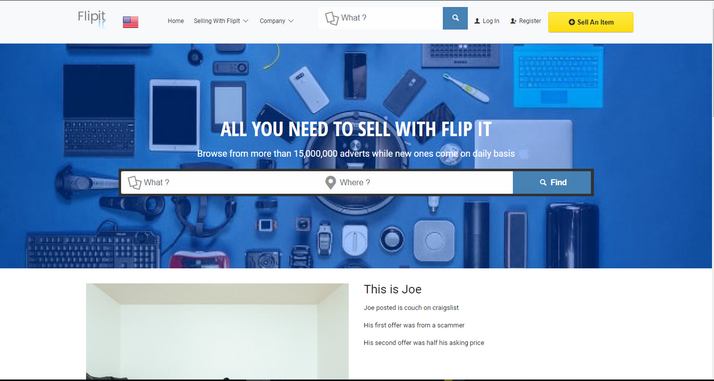 Flipit
Home Selling With FlipIt Company What ? Log In Register Sell An Item
ALL YOU NEED TO SELL WITH FLIP IT
Browse from more than 15,000,000 adverts while new ones come on daily basis
What ? Where ? Find
This is Joe
Joe posted is couch on craigslist
His first offer was from a scammer
His second offer was half his asking price